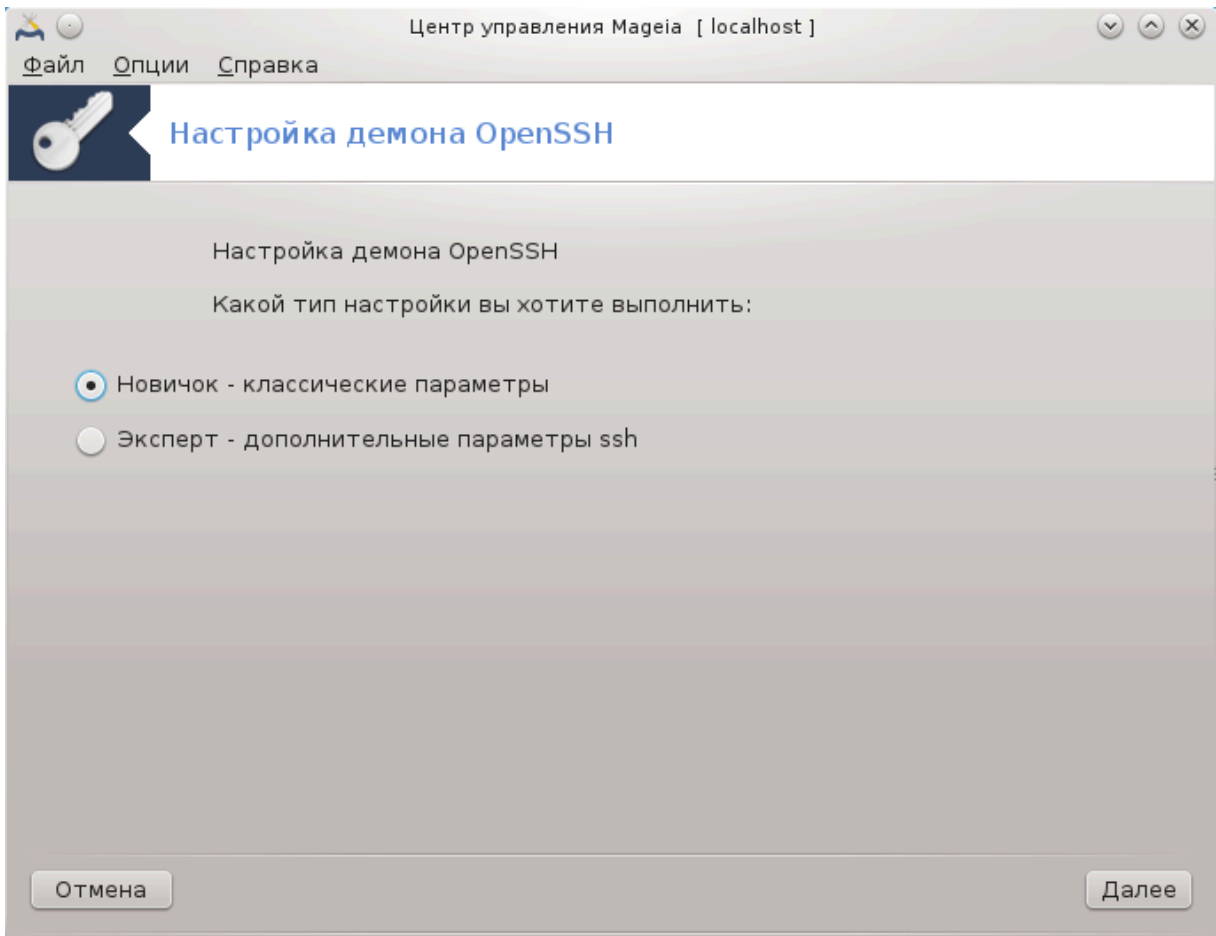 Центр управления Mageia [ localhost ]
Файл Опции Справка
Настройка демона OpenSSH
Настройка демона OpenSSH
Какой тип настройки вы хотите выполнить:
Новичок - классические параметры
Эксперт - дополнительные параметры ssh
Отмена Далее